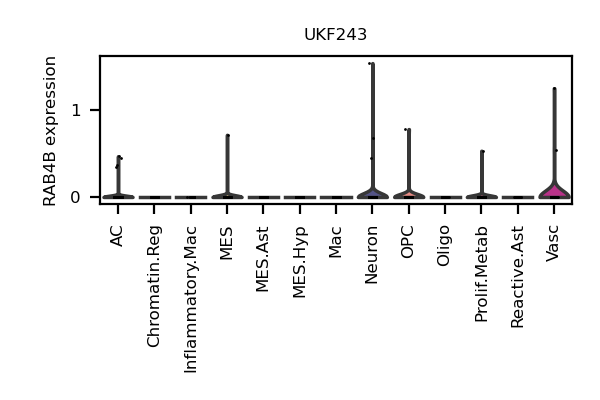 UKF243
RAB4B expression
1
0
AC
Chromatin.Reg
Inflammatory.Mac
MES
MES.Ast
MES.Hyp
Mac
Neuron
OPC
Oligo
Prolif.Metab
Reactive.Ast
Vasc